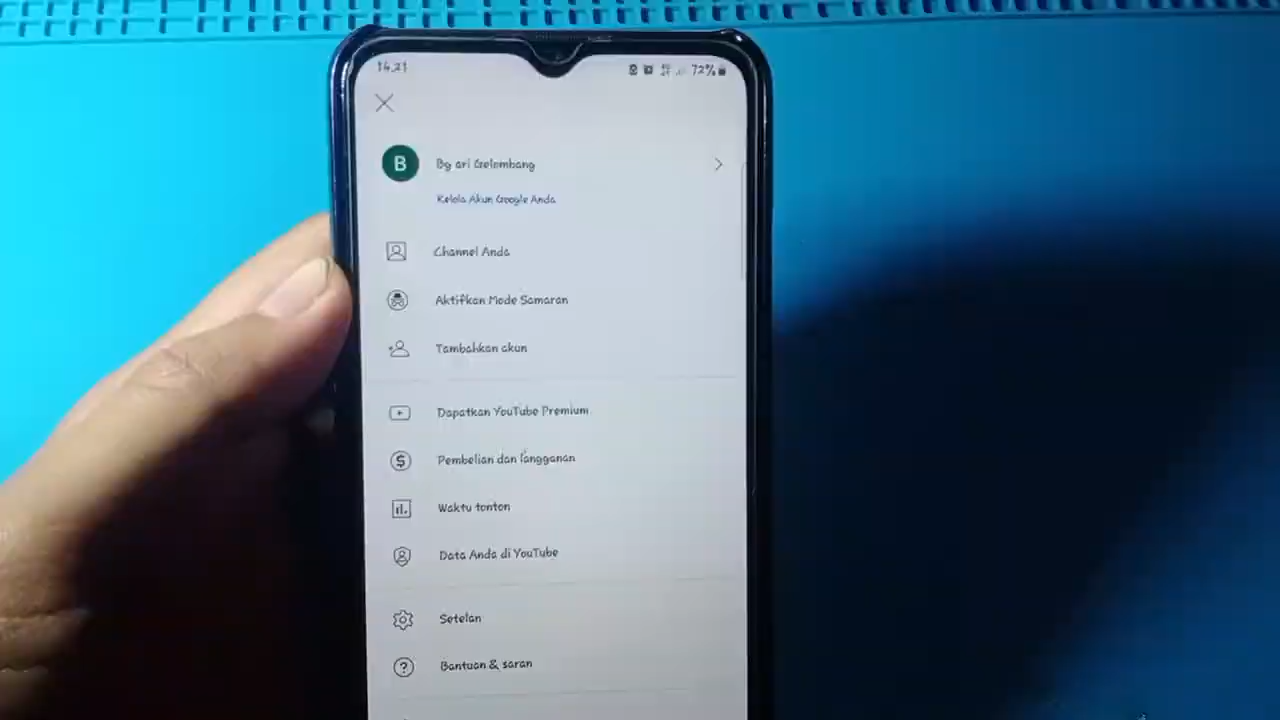 14.21
72%
B
Bg ari Gelombang
Kelola Akun Google Anda
Channel Anda
Aktifkan Mode Samaran
Tambahkan akun
Dapatkan YouTube Premium
Pembelian dan langganan
Waktu tonton
Data Anda di YouTube
Setelan
Bantuan & saran